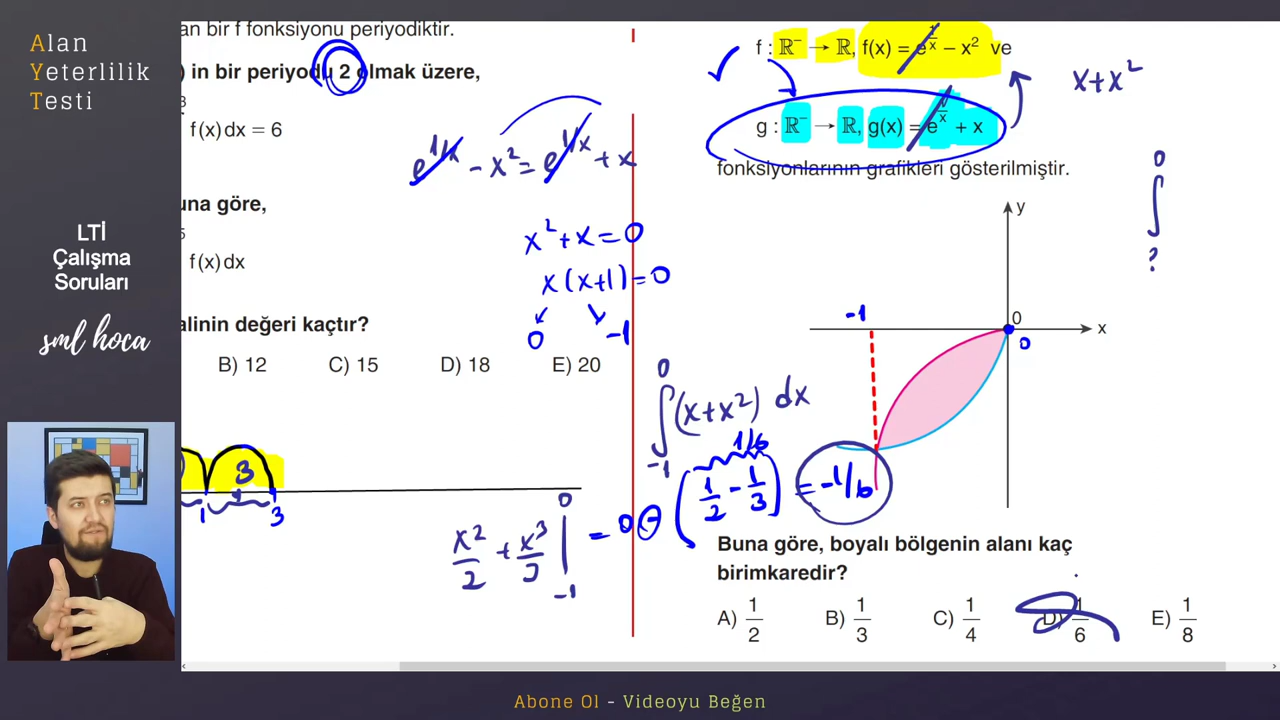 Alan
Yeterlilik
Testi
LTİ
Çalışma
Soruları
sml hoca
an bir f fonksiyonu periyodiktir.
) in bir periyodu 2 olmak üzere,
3
f(x) dx = 6
una göre,
5
f(x) dx
alinin değeri kaçtır?
B) 12 C) 15 D) 18 E) 20
3
1 3
e^1/x - x² = e^1/x + x
x² + x = 0
x(x+1) = 0
0 -1
∫₋₁⁰ (x+x²) dx
1/6
x²/2 + x³/3 |₋₁⁰ = 0 - (1/2 - 1/3) = -1/6
f : ℝ⁻ → ℝ, f(x) = e^1/x − x² ve
x+x²
g : ℝ⁻ → ℝ, g(x) = e^1/x + x
fonksiyonlarının grafikleri gösterilmiştir.
0
∫
?
y
-1
0
x
0
Buna göre, boyalı bölgenin alanı kaç
birimkaredir?
A) 1/2 B) 1/3 C) 1/4 D) 1/6 E) 1/8
Abone Ol - Videoyu Beğen